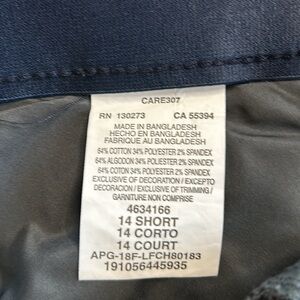 CARE307
RN 130273 CA 55394
MADE IN BANGLADESH
HECHO EN BANGLADESH
FABRIQUE AU BANGLADESH
64% COTTON 34% POLYESTER 2% SPANDEX
64% ALGODON 34% POLIESTER 2% SPANDEX
64% COTON 34% POLYESTER 2% SPANDEX
EXCLUSIVE OF DECORATION / EXCEPTO
DECORACION / EXCLUSIVE OF TRIMMING /
GARNITURE NON COMPRISE
4634166
14 SHORT
14 CORTO
14 COURT
APG-18F-LFCH80183
191056445935